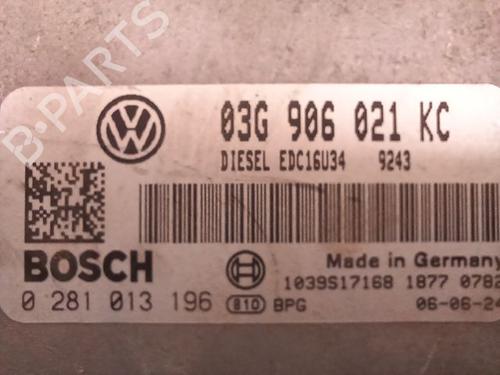 B-PARTS
03G 906 021 KC
DIESEL EDC16U34 9243
BOSCH
Made in Germany
0 281 013 196 810 BPG
1039S17168 1877 0782
06-06-24